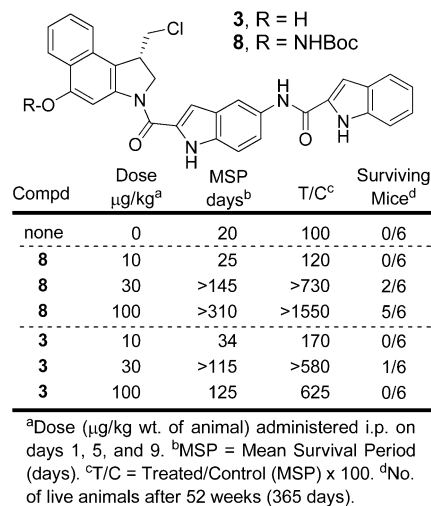 3, R = H
8, R = NHBoc
Cl
R-O
N
O
N
H
H
N
O
N
H
Compd Dose μg/kgᵃ MSP daysᵇ T/Cᶜ Surviving Miceᵈ
none 0 20 100 0/6
8 10 25 120 0/6
8 30 >145 >730 2/6
8 100 >310 >1550 5/6
3 10 34 170 0/6
3 30 >115 >580 1/6
3 100 125 625 0/6
ᵃDose (μg/kg wt. of animal) administered i.p. on
days 1, 5, and 9. ᵇMSP = Mean Survival Period
(days). ᶜT/C = Treated/Control (MSP) x 100. ᵈNo.
of live animals after 52 weeks (365 days).